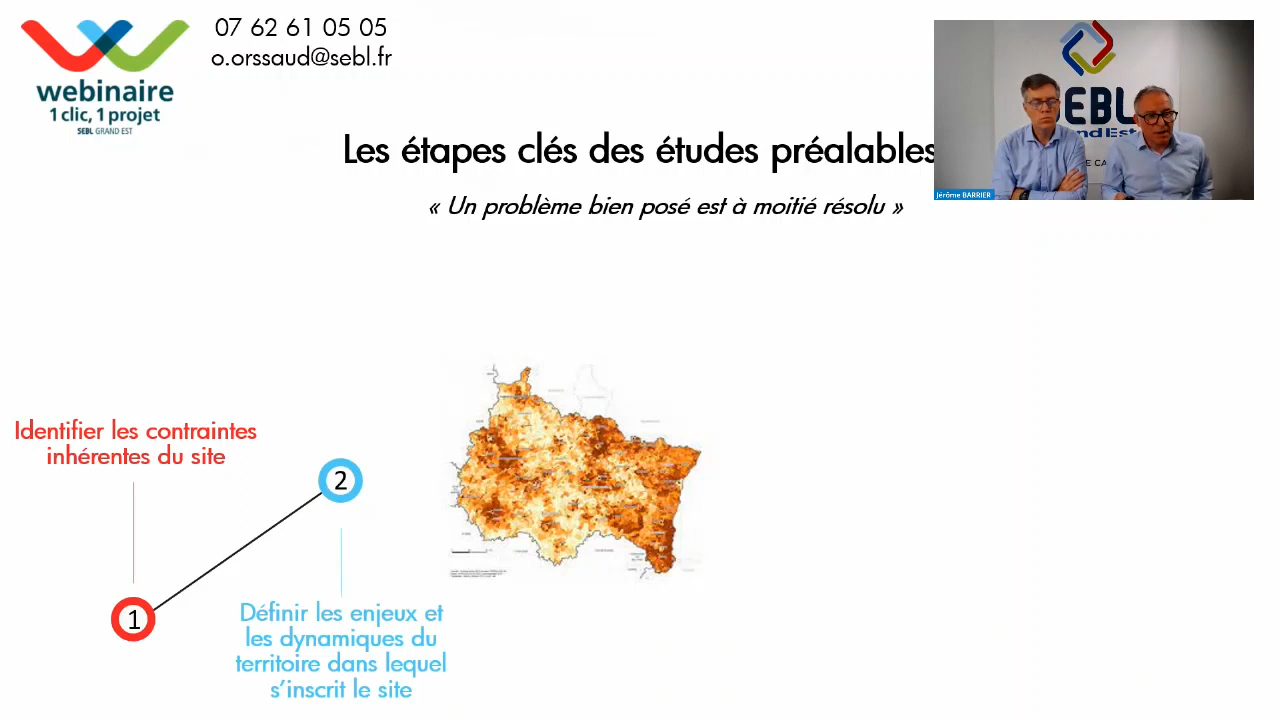 07 62 61 05 05
o.orssaud@sebl.fr
webinaire
1 clic, 1 projet
SEBL GRAND EST
SEBL
Jérôme BARRIER
Les étapes clés des études préalables
« Un problème bien posé est à moitié résolu »
Identifier les contraintes
inhérentes du site
2
1
Définir les enjeux et
les dynamiques du
territoire dans lequel
s'inscrit le site